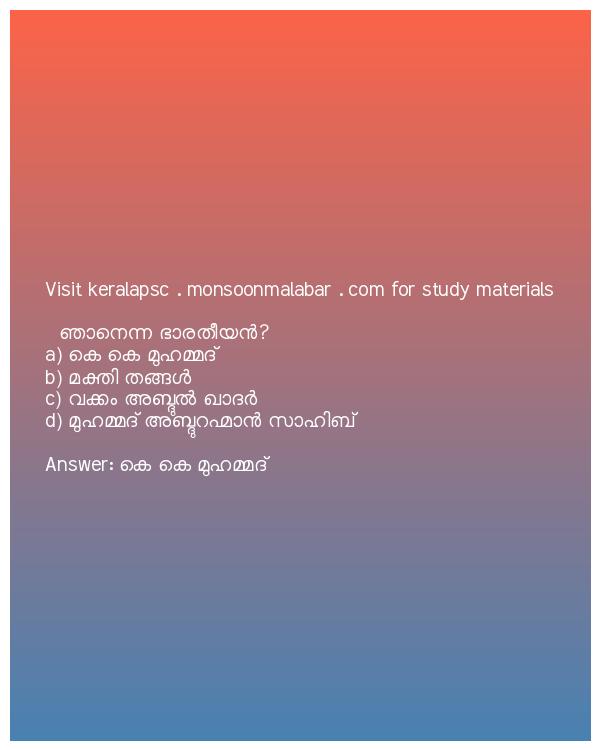 Visit keralapsc . monsoonmalabar . com for study materials
ഞാനെന്ന ഭാരതീയൻ?
a) കെ കെ മുഹമ്മദ്
b) മക്തി തങ്ങൾ
c) വക്കം അബ്ദുൽ ഖാദർ
d) മുഹമ്മദ് അബ്ദുറഹ്മാൻ സാഹിബ്
Answer: കെ കെ മുഹമ്മദ്